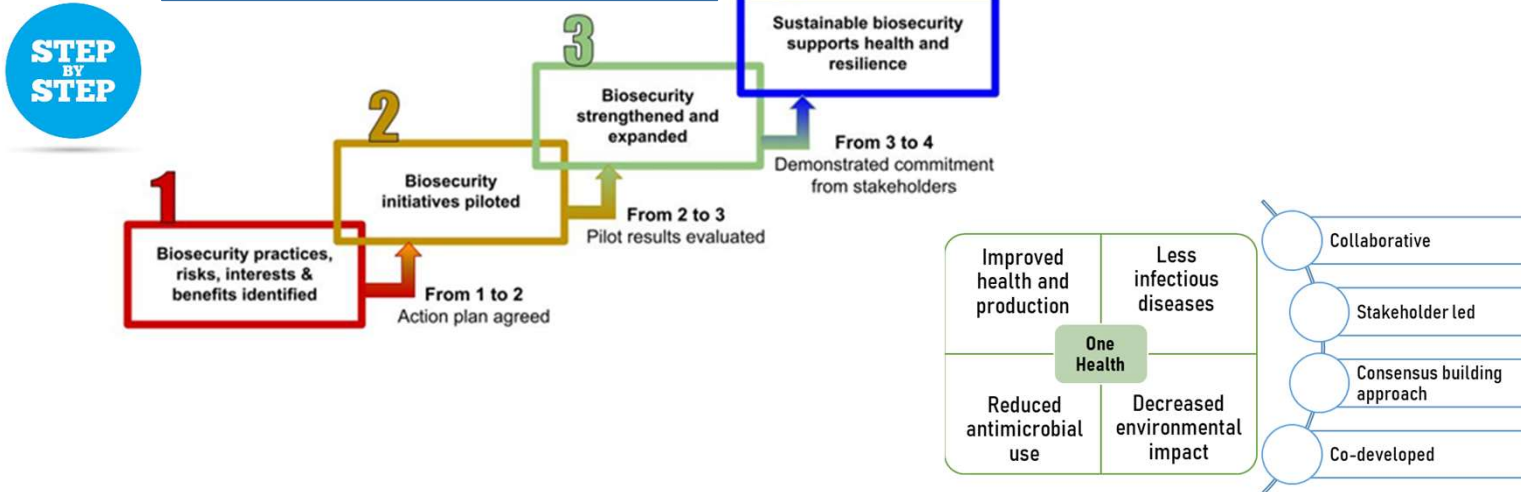 STEP
BY
STEP
1
Biosecurity practices,
risks, interests &
benefits identified
From 1 to 2
Action plan agreed
2
Biosecurity
initiatives piloted
From 2 to 3
Pilot results evaluated
3
Biosecurity
strengthened and
expanded
From 3 to 4
Demonstrated commitment
from stakeholders
Sustainable biosecurity
supports health and
resilience
Improved
health and
production
Less
infectious
diseases
One
Health
Reduced
antimicrobial
use
Decreased
environmental
impact
Collaborative
Stakeholder led
Consensus building
approach
Co-developed